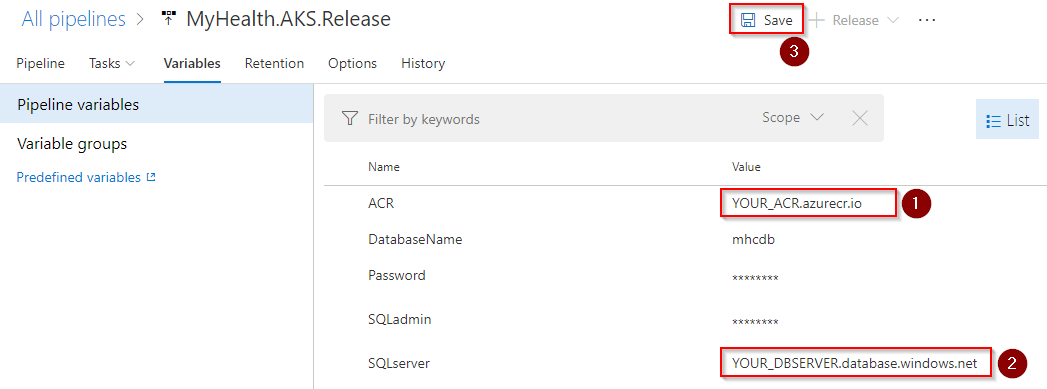 All pipelines > MyHealth.AKS.Release
Save
Release
3
Pipeline Tasks Variables Retention Options History
Pipeline variables
Variable groups
Predefined variables
Filter by keywords
Scope
List
Name Value
ACR YOUR_ACR.azurecr.io 1
DatabaseName mhcdb
Password ********
SQLadmin ********
SQLserver YOUR_DBSERVER.database.windows.net 2